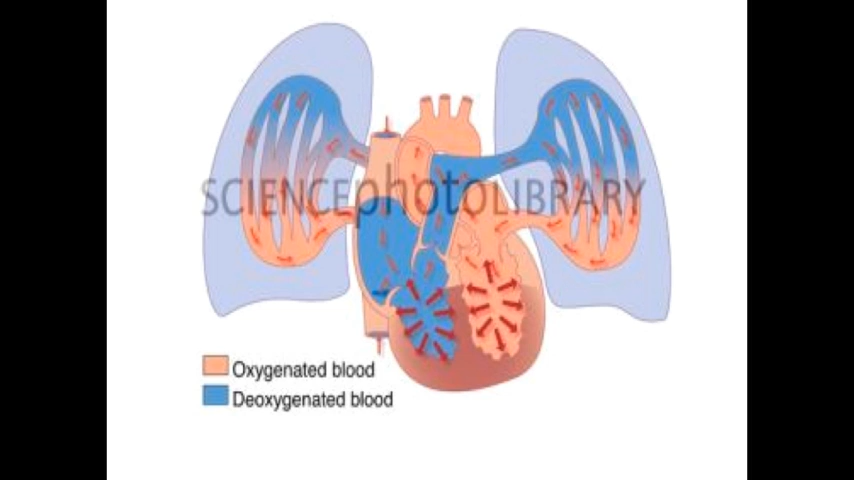 SCIENCEphotoLIBRARY
Oxygenated blood
Deoxygenated blood